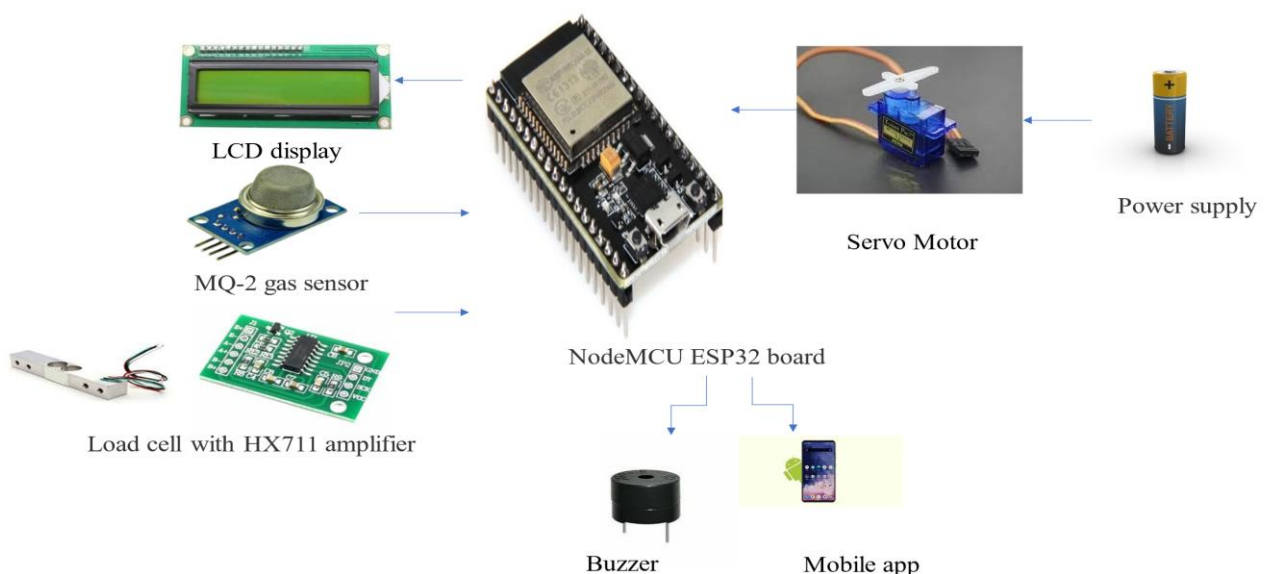 LCD display
MQ-2 gas sensor
Load cell with HX711 amplifier
NodeMCU ESP32 board
Servo Motor
BATTERY
Power supply
Buzzer
Mobile app